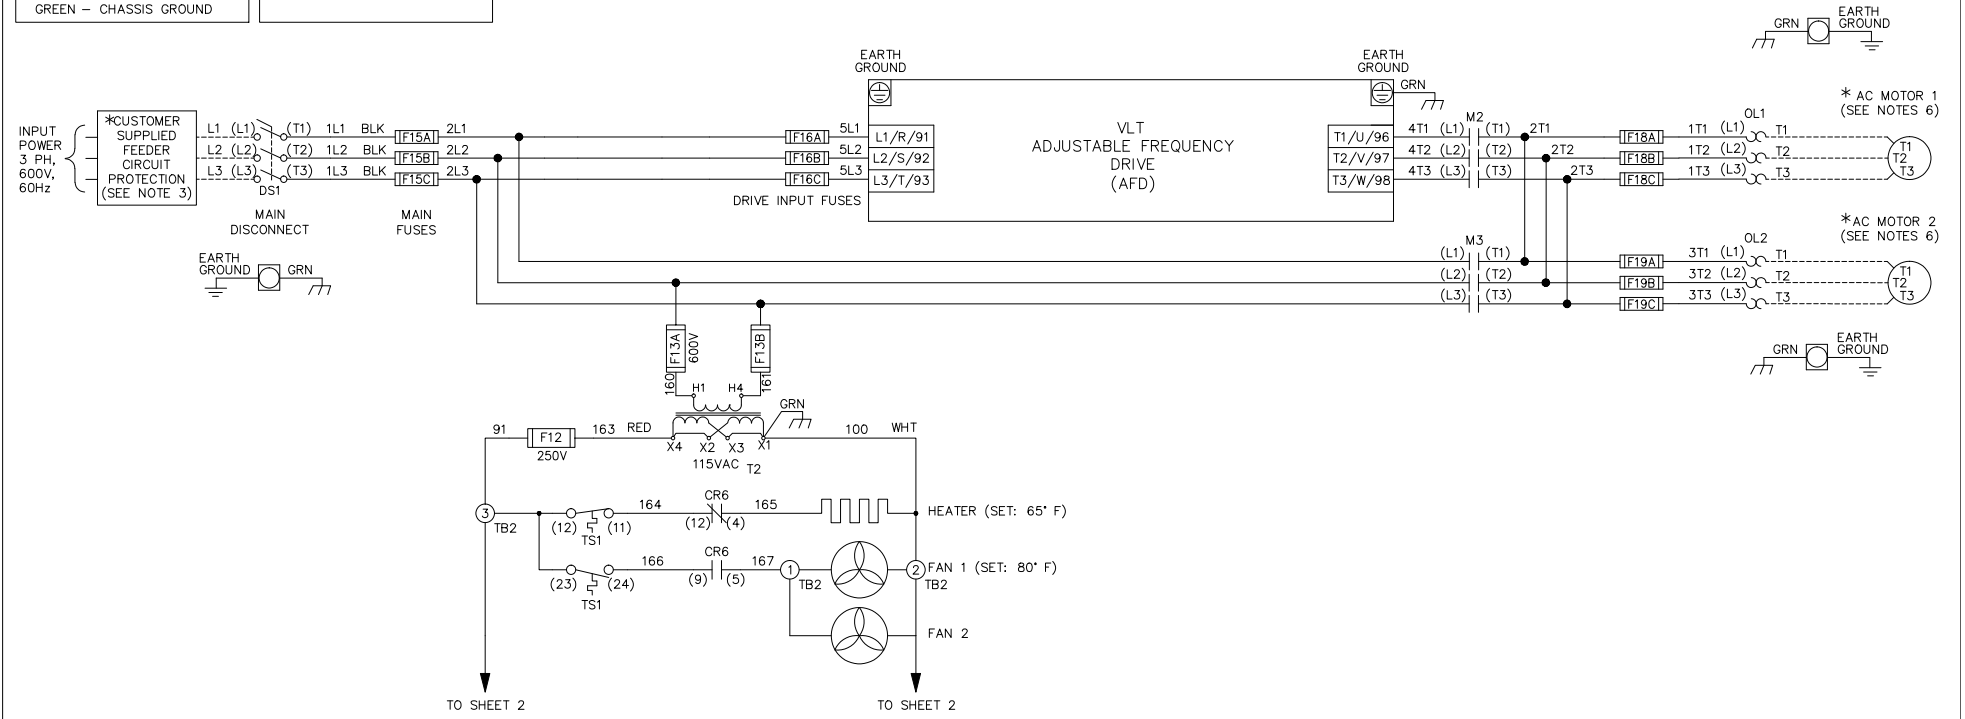 GREEN – CHASSIS GROUND
GRN
EARTH
GROUND
EARTH
GROUND
EARTH
GROUND
GRN
INPUT
POWER
3 PH,
600V,
60Hz
*CUSTOMER
SUPPLIED
FEEDER
CIRCUIT
PROTECTION
(SEE NOTE 3)
L1 (L1) (T1) 1L1 BLK F15A 2L1
L2 (L2) (T2) 1L2 BLK F15B 2L2
L3 (L3) (T3) 1L3 BLK F15C 2L3
DS1
MAIN
DISCONNECT
MAIN
FUSES
F16A 5L1 L1/R/91
F16B 5L2 L2/S/92
F16C 5L3 L3/T/93
DRIVE INPUT FUSES
VLT
ADJUSTABLE FREQUENCY
DRIVE
(AFD)
M2
T1/U/96 4T1 (L1) (T1) 2T1 F18A 1T1 (L1) T1
T2/V/97 4T2 (L2) (T2) 2T2 F18B 1T2 (L2) T2
T3/W/98 4T3 (L3) (T3) 2T3 F18C 1T3 (L3) T3
OL1
* AC MOTOR 1
(SEE NOTES 6)
T1
T2
T3
EARTH
GROUND
GRN
M3
(L1) (T1) F19A 3T1 (L1) T1
(L2) (T2) F19B 3T2 (L2) T2
(L3) (T3) F19C 3T3 (L3) T3
OL2
*AC MOTOR 2
(SEE NOTES 6)
T1
T2
T3
GRN
EARTH
GROUND
F13A
600V
F13B
160
161
H1 H4
GRN
91 F12 163 RED
250V
X4 X2 X3 X1
115VAC T2
100 WHT
3
TB2
(12) (11) 164 CR6 (12) (4) 165
TS1
HEATER (SET: 65° F)
(23) (24) 166 CR6 (9) (5) 167
TS1
1
TB2
2
TB2
FAN 1 (SET: 80° F)
FAN 2
TO SHEET 2
TO SHEET 2